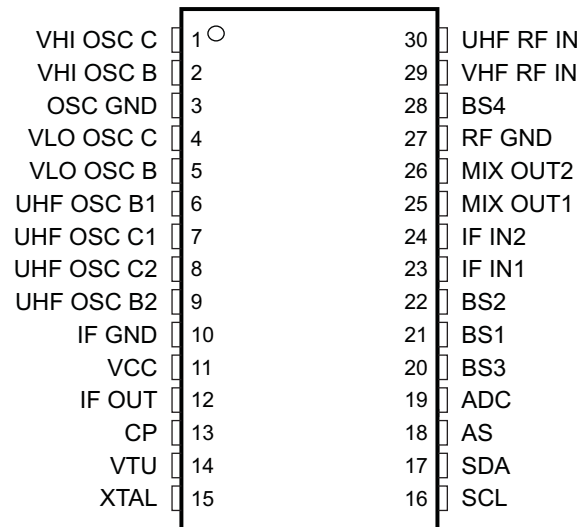 VHI OSC C 1 30 UHF RF IN
VHI OSC B 2 29 VHF RF IN
OSC GND 3 28 BS4
VLO OSC C 4 27 RF GND
VLO OSC B 5 26 MIX OUT2
UHF OSC B1 6 25 MIX OUT1
UHF OSC C1 7 24 IF IN2
UHF OSC C2 8 23 IF IN1
UHF OSC B2 9 22 BS2
IF GND 10 21 BS1
VCC 11 20 BS3
IF OUT 12 19 ADC
CP 13 18 AS
VTU 14 17 SDA
XTAL 15 16 SCL